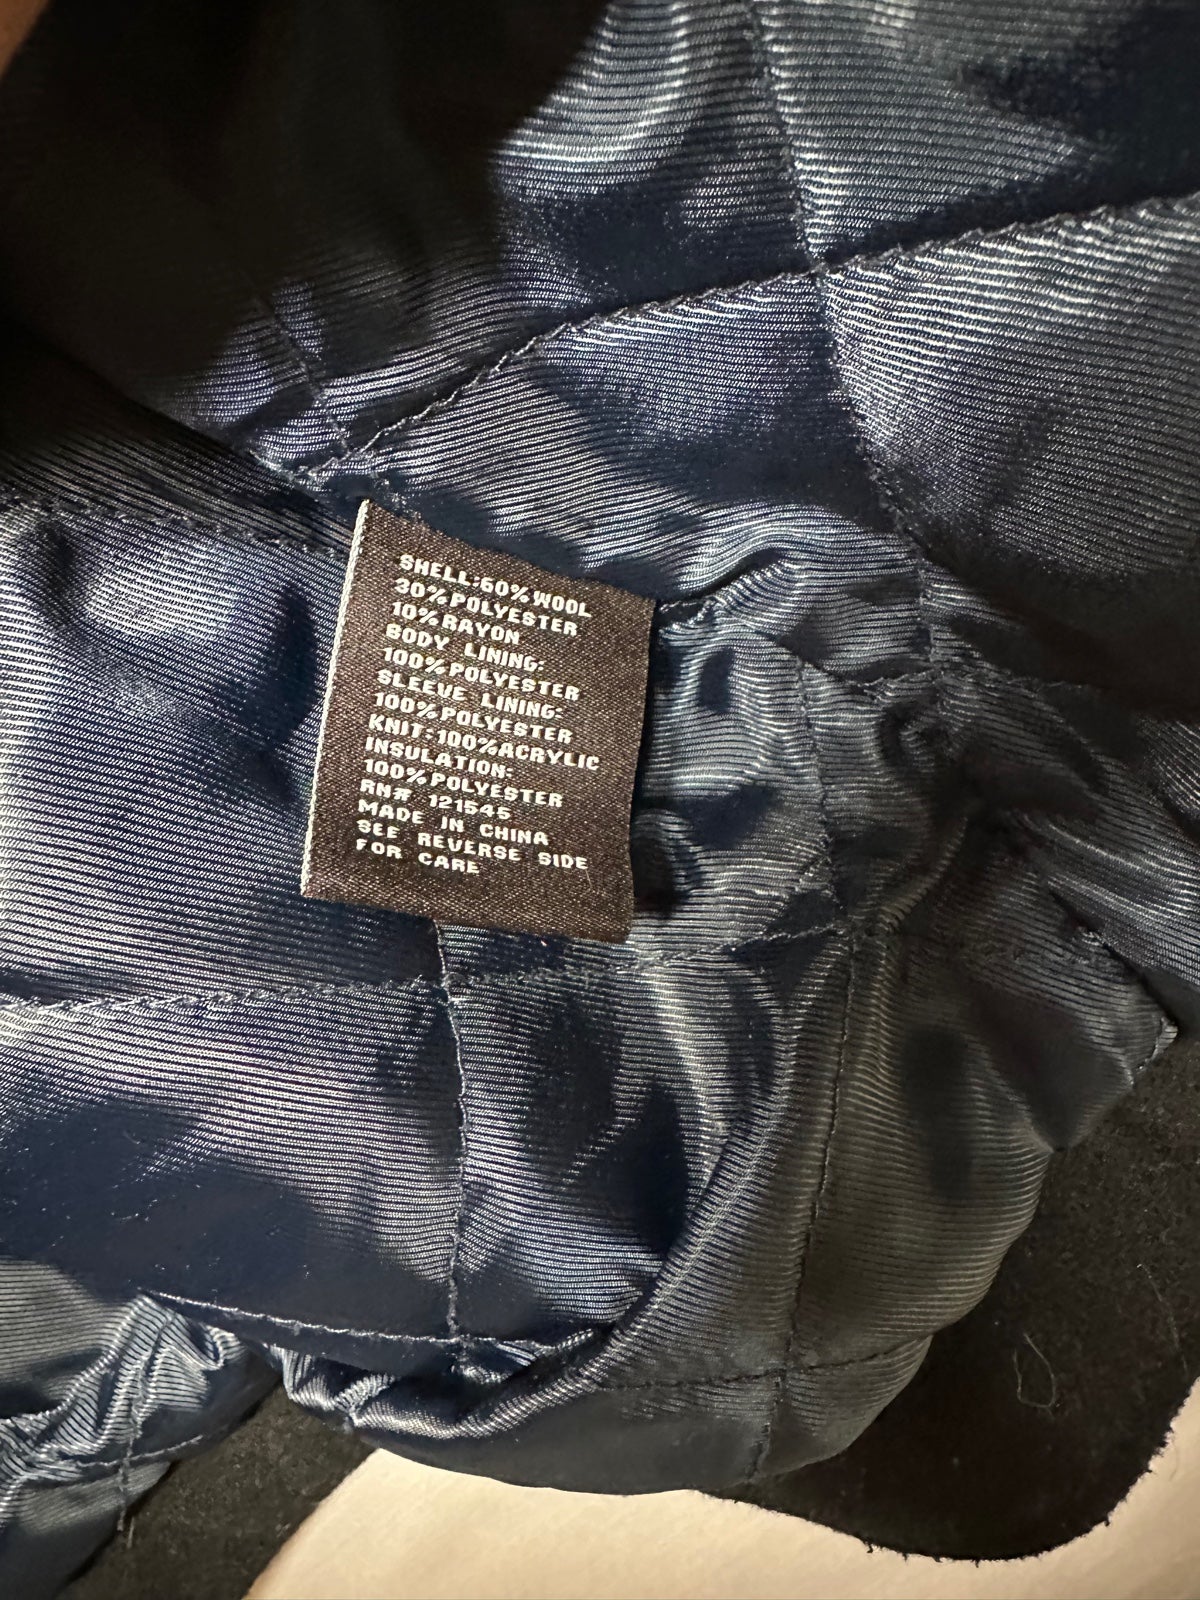 SHELL:60% WOOL
30% POLYESTER
10% RAYON
BODY LINING:
100% POLYESTER
SLEEVE LINING:
100% POLYESTER
KNIT:100% ACRYLIC
INSULATION:
100% POLYESTER
RN# 121545
MADE IN CHINA
SEE REVERSE SIDE
FOR CARE